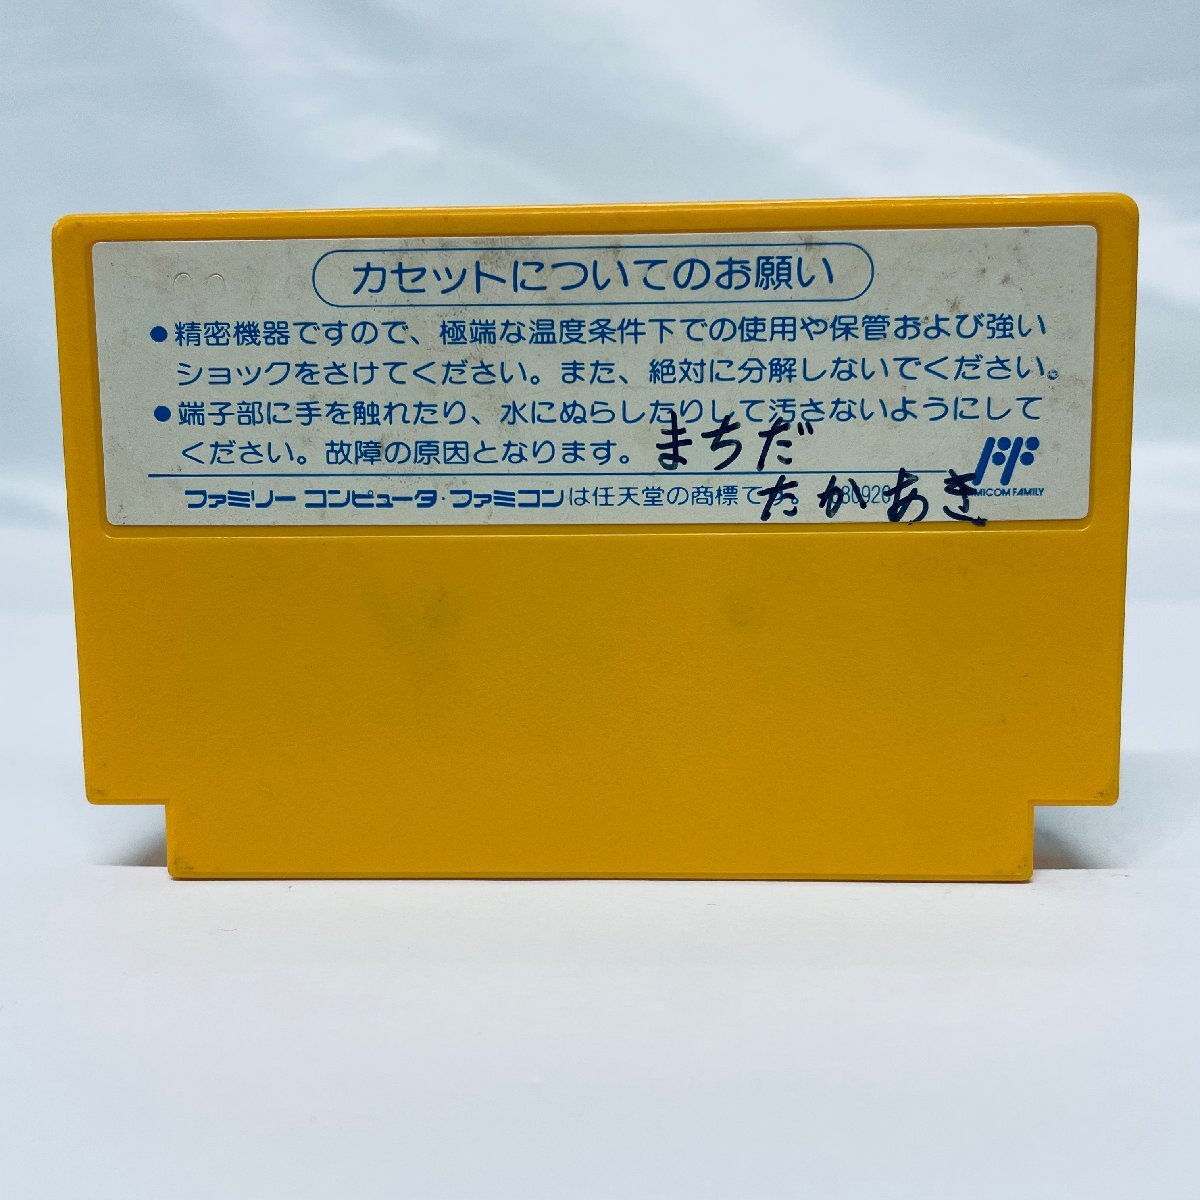 カセットについてのお願い
●精密機器ですので、極端な温度条件下での使用や保管および強い
ショックをさけてください。また、絶対に分解しないでください。
●端子部に手を触れたり、水にぬらしたりして汚さないようにして
ください。故障の原因となります。
まちだ
ファミリーコンピュータ・ファミコンは任天堂の商標です。
たかあき
FAMICOM FAMILY